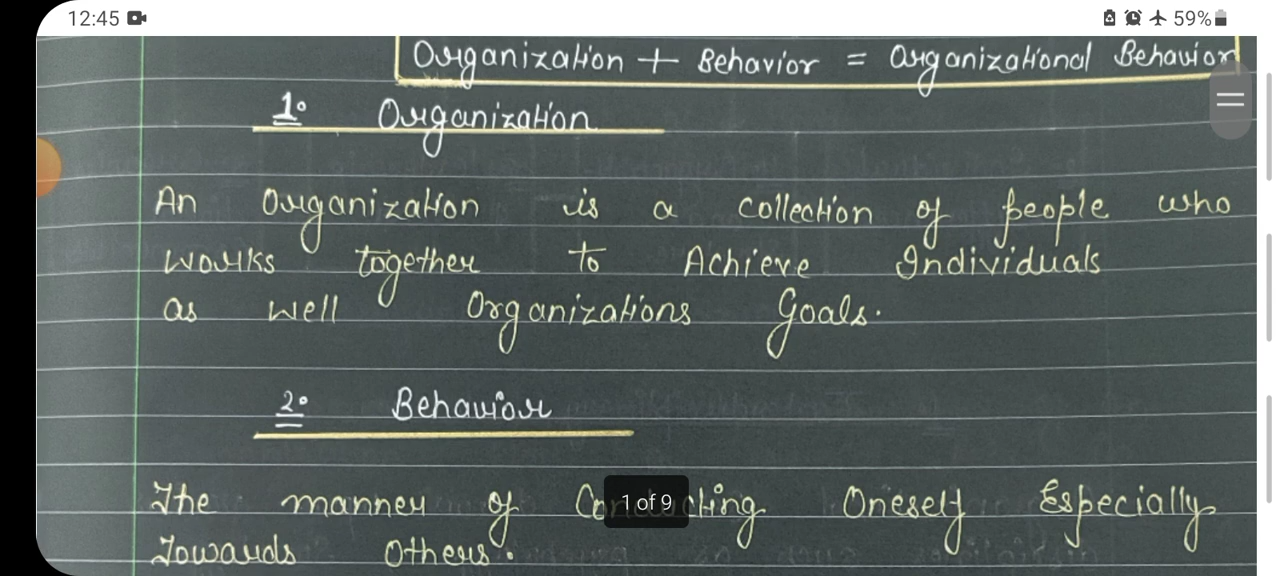 12:45
59%
Organization + Behavior = Organizational Behavior
1. Organization
An Organization is a collection of people who
works together to Achieve Individuals
as well Organizations Goals.
2. Behavior
The manner of Oneself Especially
1 of 9
Towards Others.